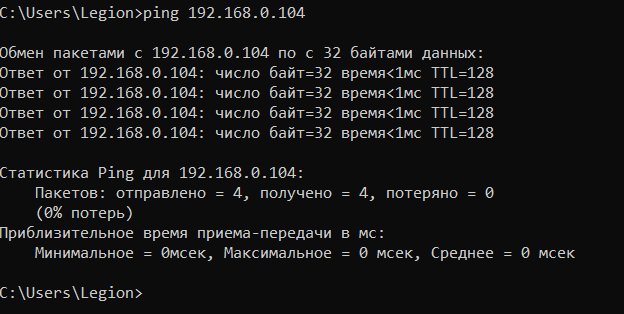 C:\Users\Legion>ping 192.168.0.104
Обмен пакетами с 192.168.0.104 по с 32 байтами данных:
Ответ от 192.168.0.104: число байт=32 время<1мс TTL=128
Ответ от 192.168.0.104: число байт=32 время<1мс TTL=128
Ответ от 192.168.0.104: число байт=32 время<1мс TTL=128
Ответ от 192.168.0.104: число байт=32 время<1мс TTL=128
Статистика Ping для 192.168.0.104:
Пакетов: отправлено = 4, получено = 4, потеряно = 0
(0% потерь)
Приблизительное время приема-передачи в мс:
Минимальное = 0мсек, Максимальное = 0 мсек, Среднее = 0 мсек
C:\Users\Legion>